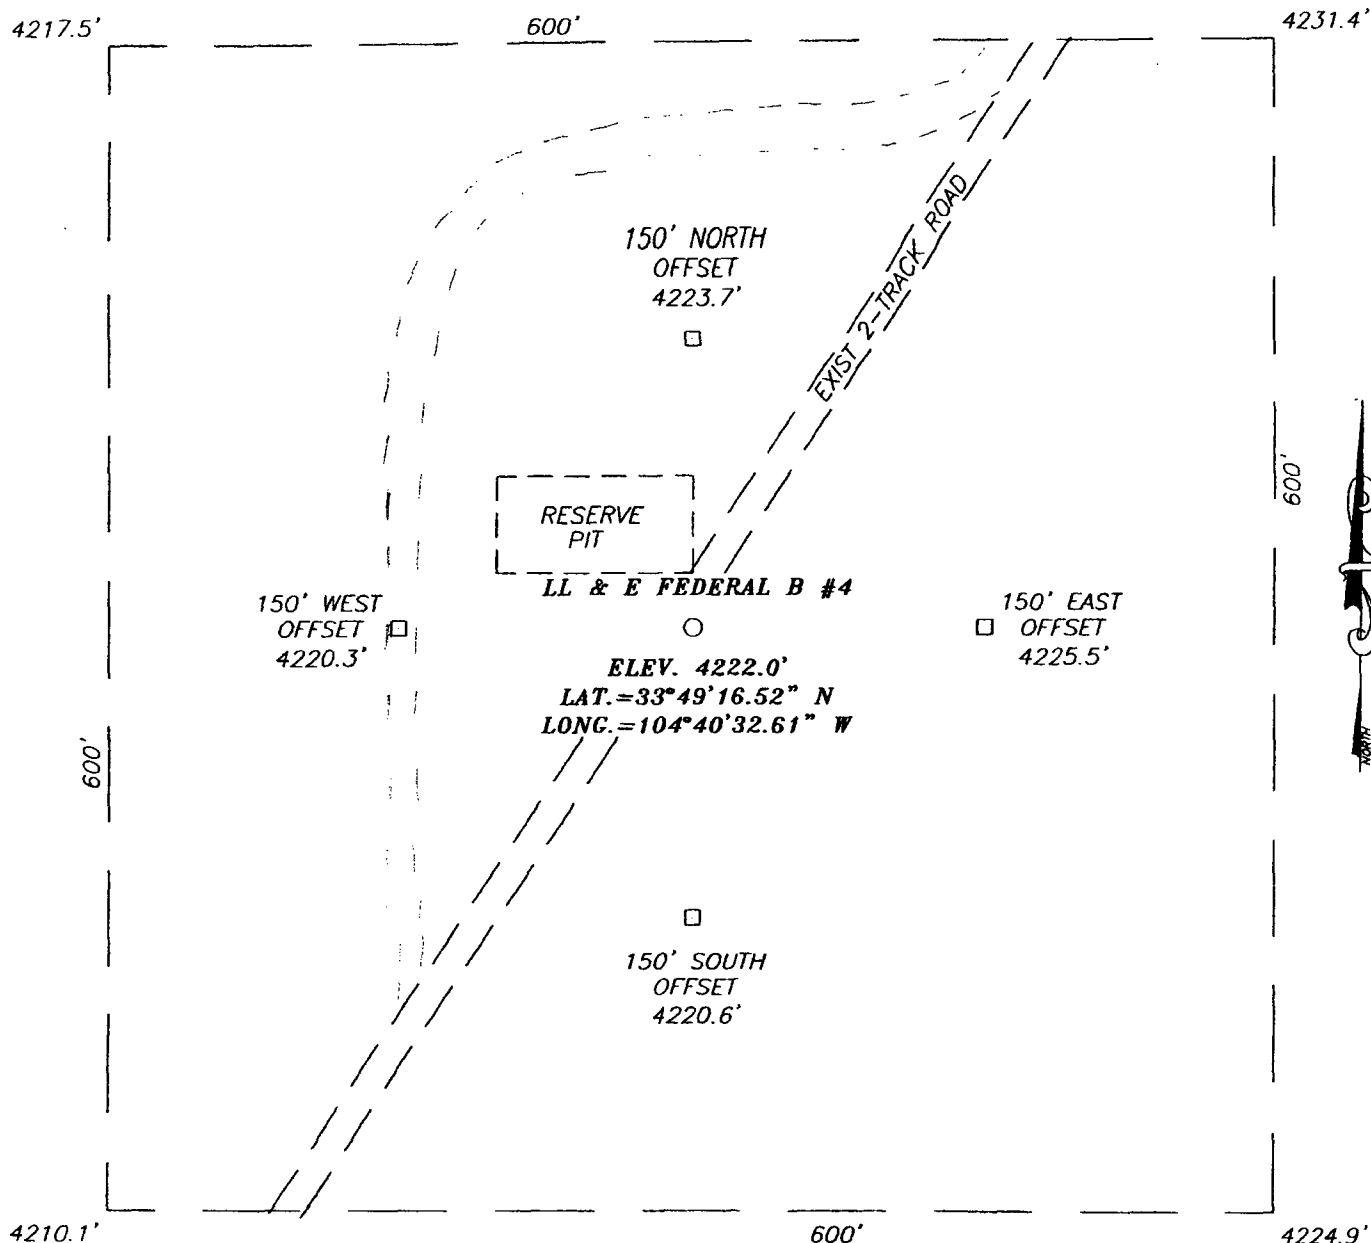 4217.5'
600'
4231.4'
150' NORTH
OFFSET
4223.7'
EXIST 2-TRACK ROAD
600'
RESERVE
PIT
LL & E FEDERAL B #4
150' WEST
OFFSET
4220.3'
150' EAST
OFFSET
4225.5'
ELEV. 4222.0'
LAT.=33°49'16.52" N
LONG.=104°40'32.61" W
600'
NORTH
150' SOUTH
OFFSET
4220.6'
4210.1'
600'
4224.9'